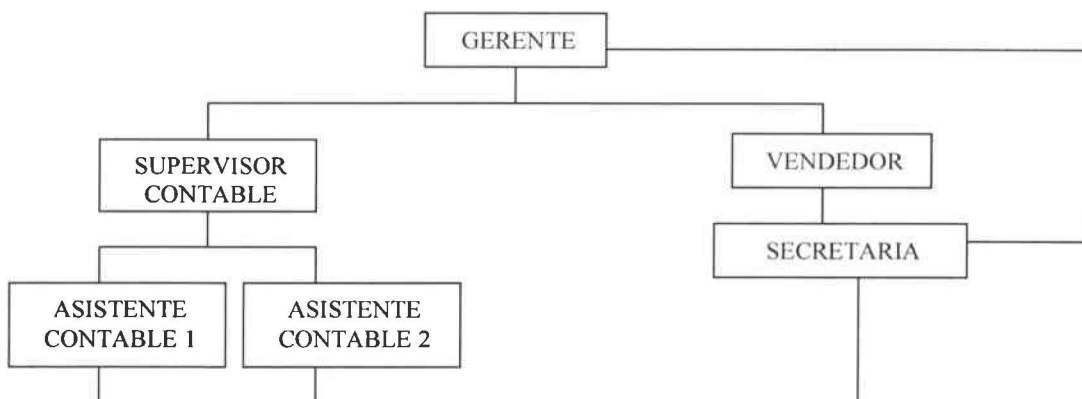 GERENTE
SUPERVISOR
CONTABLE
VENDEDOR
SECRETARIA
ASISTENTE
CONTABLE 1
ASISTENTE
CONTABLE 2